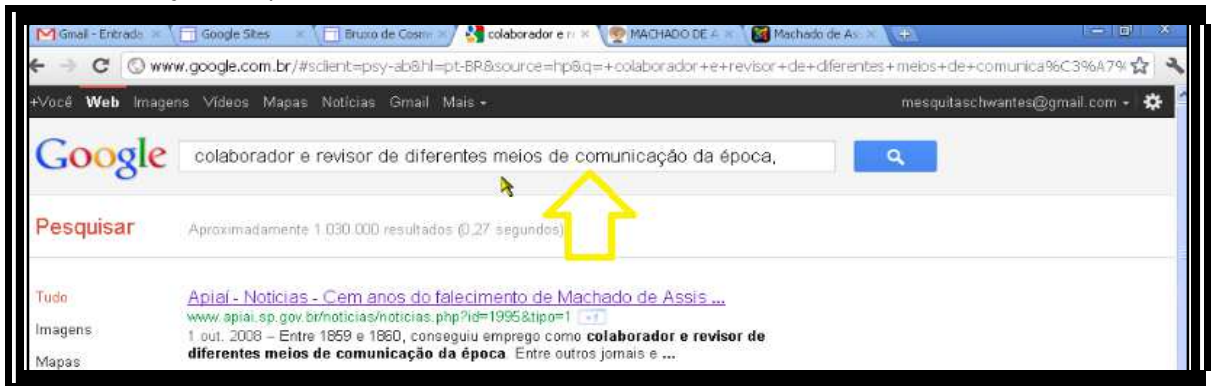 Gmail - Entrada Google Sites Bruxo de Cosm colaborador e r MACHADO DE A Machado de As
www.google.com.br/#sclient=psy-ab&hl=pt-BR&source=hp&q=+colaborador+e+revisor+de+diferentes+meios+de+comunica%C3%A7%
+Você Web Imagens Vídeos Mapas Notícias Gmail Mais mesquitaschwantes@gmail.com
Google colaborador e revisor de diferentes meios de comunicação da época,
Pesquisar Aproximadamente 1.030.000 resultados (0,27 segundos)
Tudo Apiaí - Noticias - Cem anos do falecimento de Machado de Assis ...
www.apiai.sp.gov.br/noticias/noticias.php?id=1995&tipo=1 +1
Imagens 1 out. 2008 – Entre 1859 e 1860, conseguiu emprego como colaborador e revisor de
Mapas diferentes meios de comunicação da época. Entre outros jornais e ...